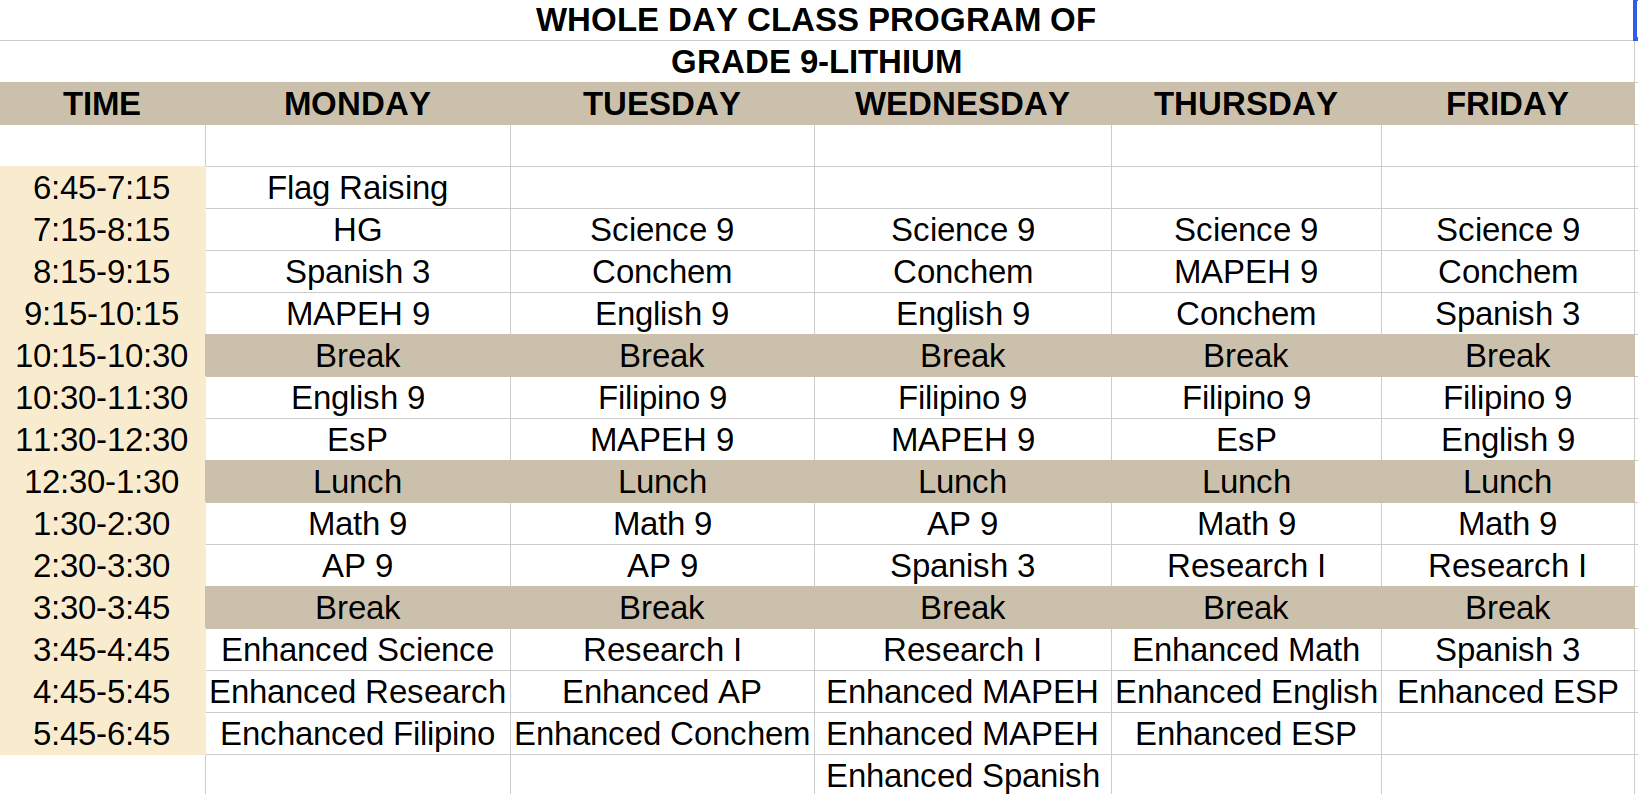 WHOLE DAY CLASS PROGRAM OF
GRADE 9-LITHIUM
TIME MONDAY TUESDAY WEDNESDAY THURSDAY FRIDAY
6:45-7:15 Flag Raising
7:15-8:15 HG Science 9 Science 9 Science 9 Science 9
8:15-9:15 Spanish 3 Conchem Conchem MAPEH 9 Conchem
9:15-10:15 MAPEH 9 English 9 English 9 Conchem Spanish 3
10:15-10:30 Break Break Break Break Break
10:30-11:30 English 9 Filipino 9 Filipino 9 Filipino 9 Filipino 9
11:30-12:30 EsP MAPEH 9 MAPEH 9 EsP English 9
12:30-1:30 Lunch Lunch Lunch Lunch Lunch
1:30-2:30 Math 9 Math 9 AP 9 Math 9 Math 9
2:30-3:30 AP 9 AP 9 Spanish 3 Research I Research I
3:30-3:45 Break Break Break Break Break
3:45-4:45 Enhanced Science Research I Research I Enhanced Math Spanish 3
4:45-5:45 Enhanced Research Enhanced AP Enhanced MAPEH Enhanced English Enhanced ESP
5:45-6:45 Enchanced Filipino Enhanced Conchem Enhanced MAPEH Enhanced ESP
Enhanced Spanish